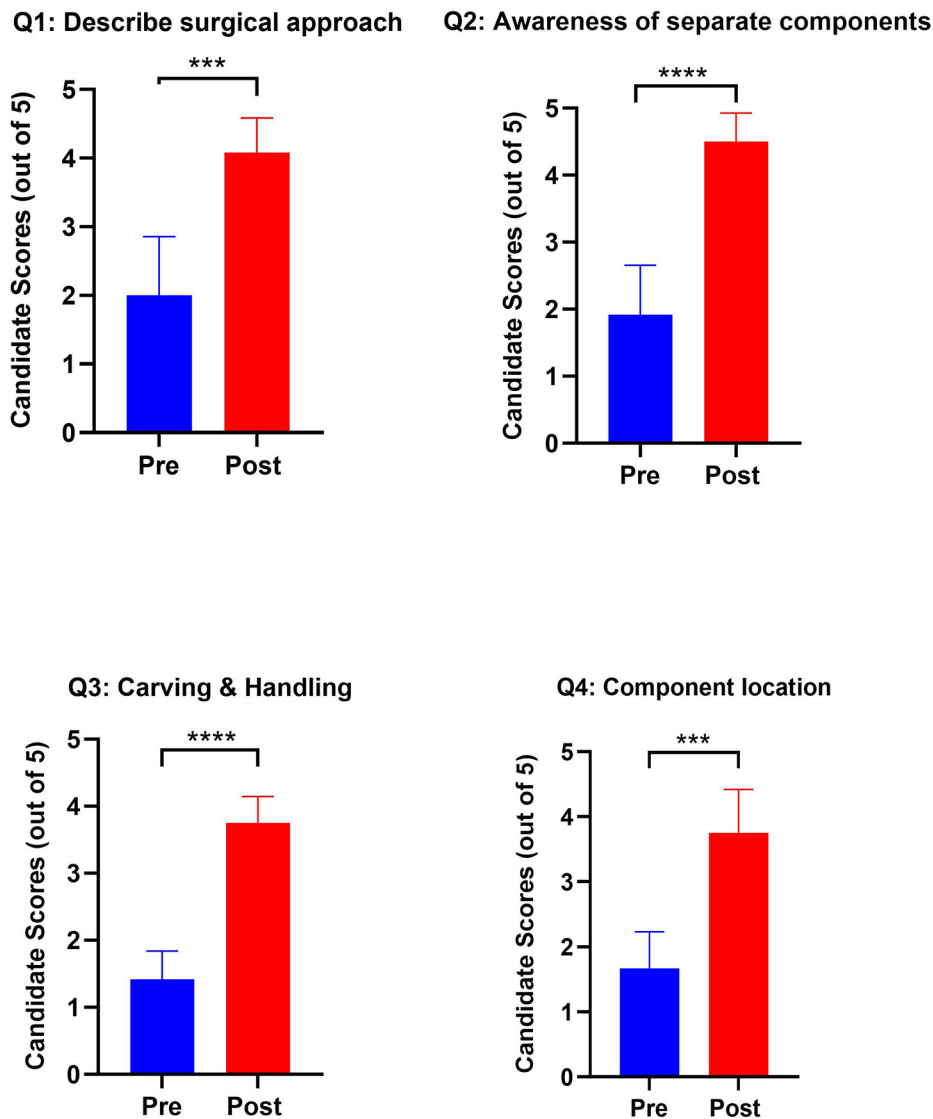 Q1: Describe surgical approach
***
Candidate Scores (out of 5)
5
4
3
2
1
0
Pre Post
Q2: Awareness of separate components
****
Candidate Scores (out of 5)
5
4
3
2
1
0
Pre Post
Q3: Carving & Handling
****
Candidate Scores (out of 5)
5
4
3
2
1
0
Pre Post
Q4: Component location
***
Candidate Scores (out of 5)
5
4
3
2
1
0
Pre Post